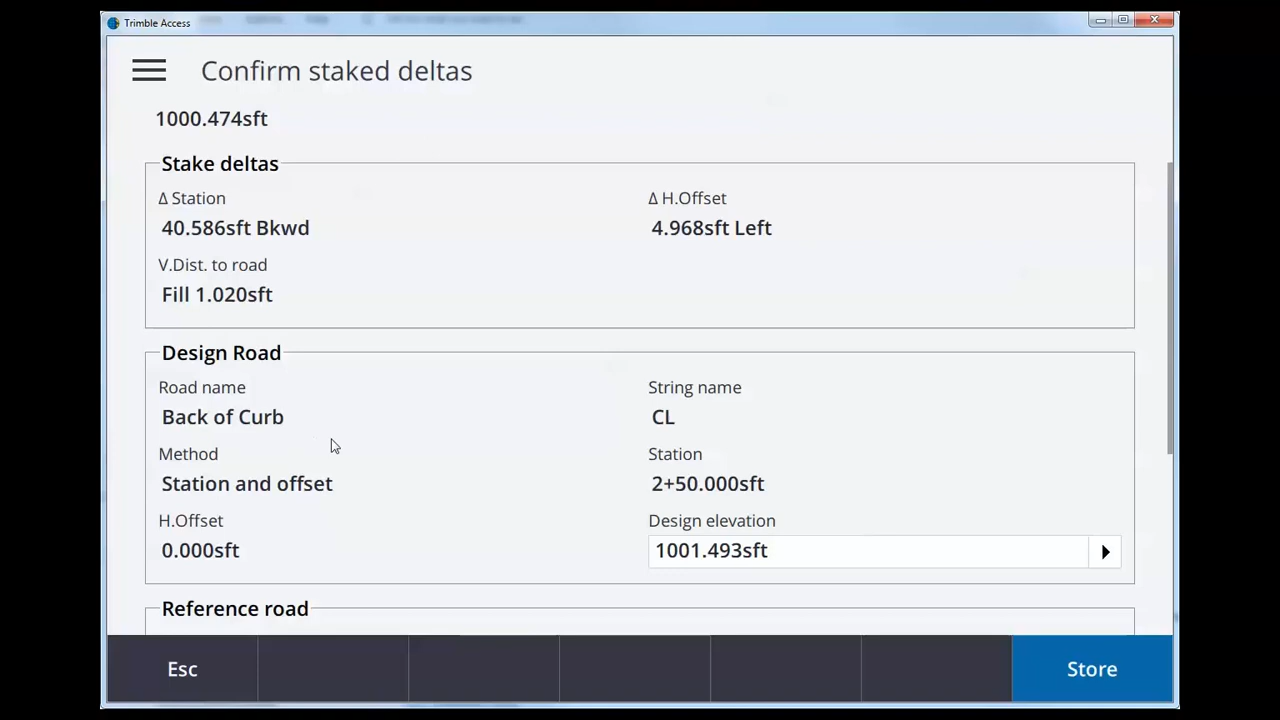 Trimble Access
Confirm staked deltas
1000.474sft
Stake deltas
Δ Station
Δ H.Offset
40.586sft Bkwd
4.968sft Left
V.Dist. to road
Fill 1.020sft
Design Road
Road name
String name
Back of Curb
CL
Method
Station
Station and offset
2+50.000sft
H.Offset
Design elevation
0.000sft
1001.493sft
Reference road
Esc
Store